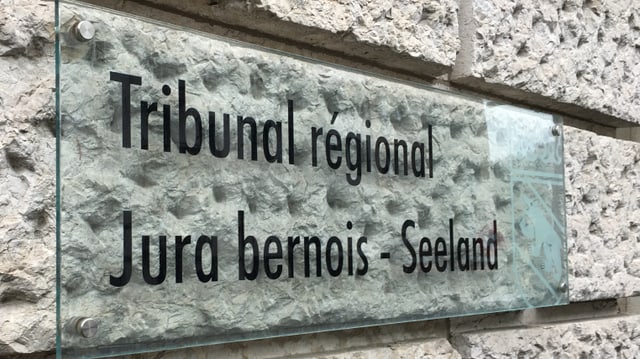 Tribunal régional
Jura bernois - Seeland